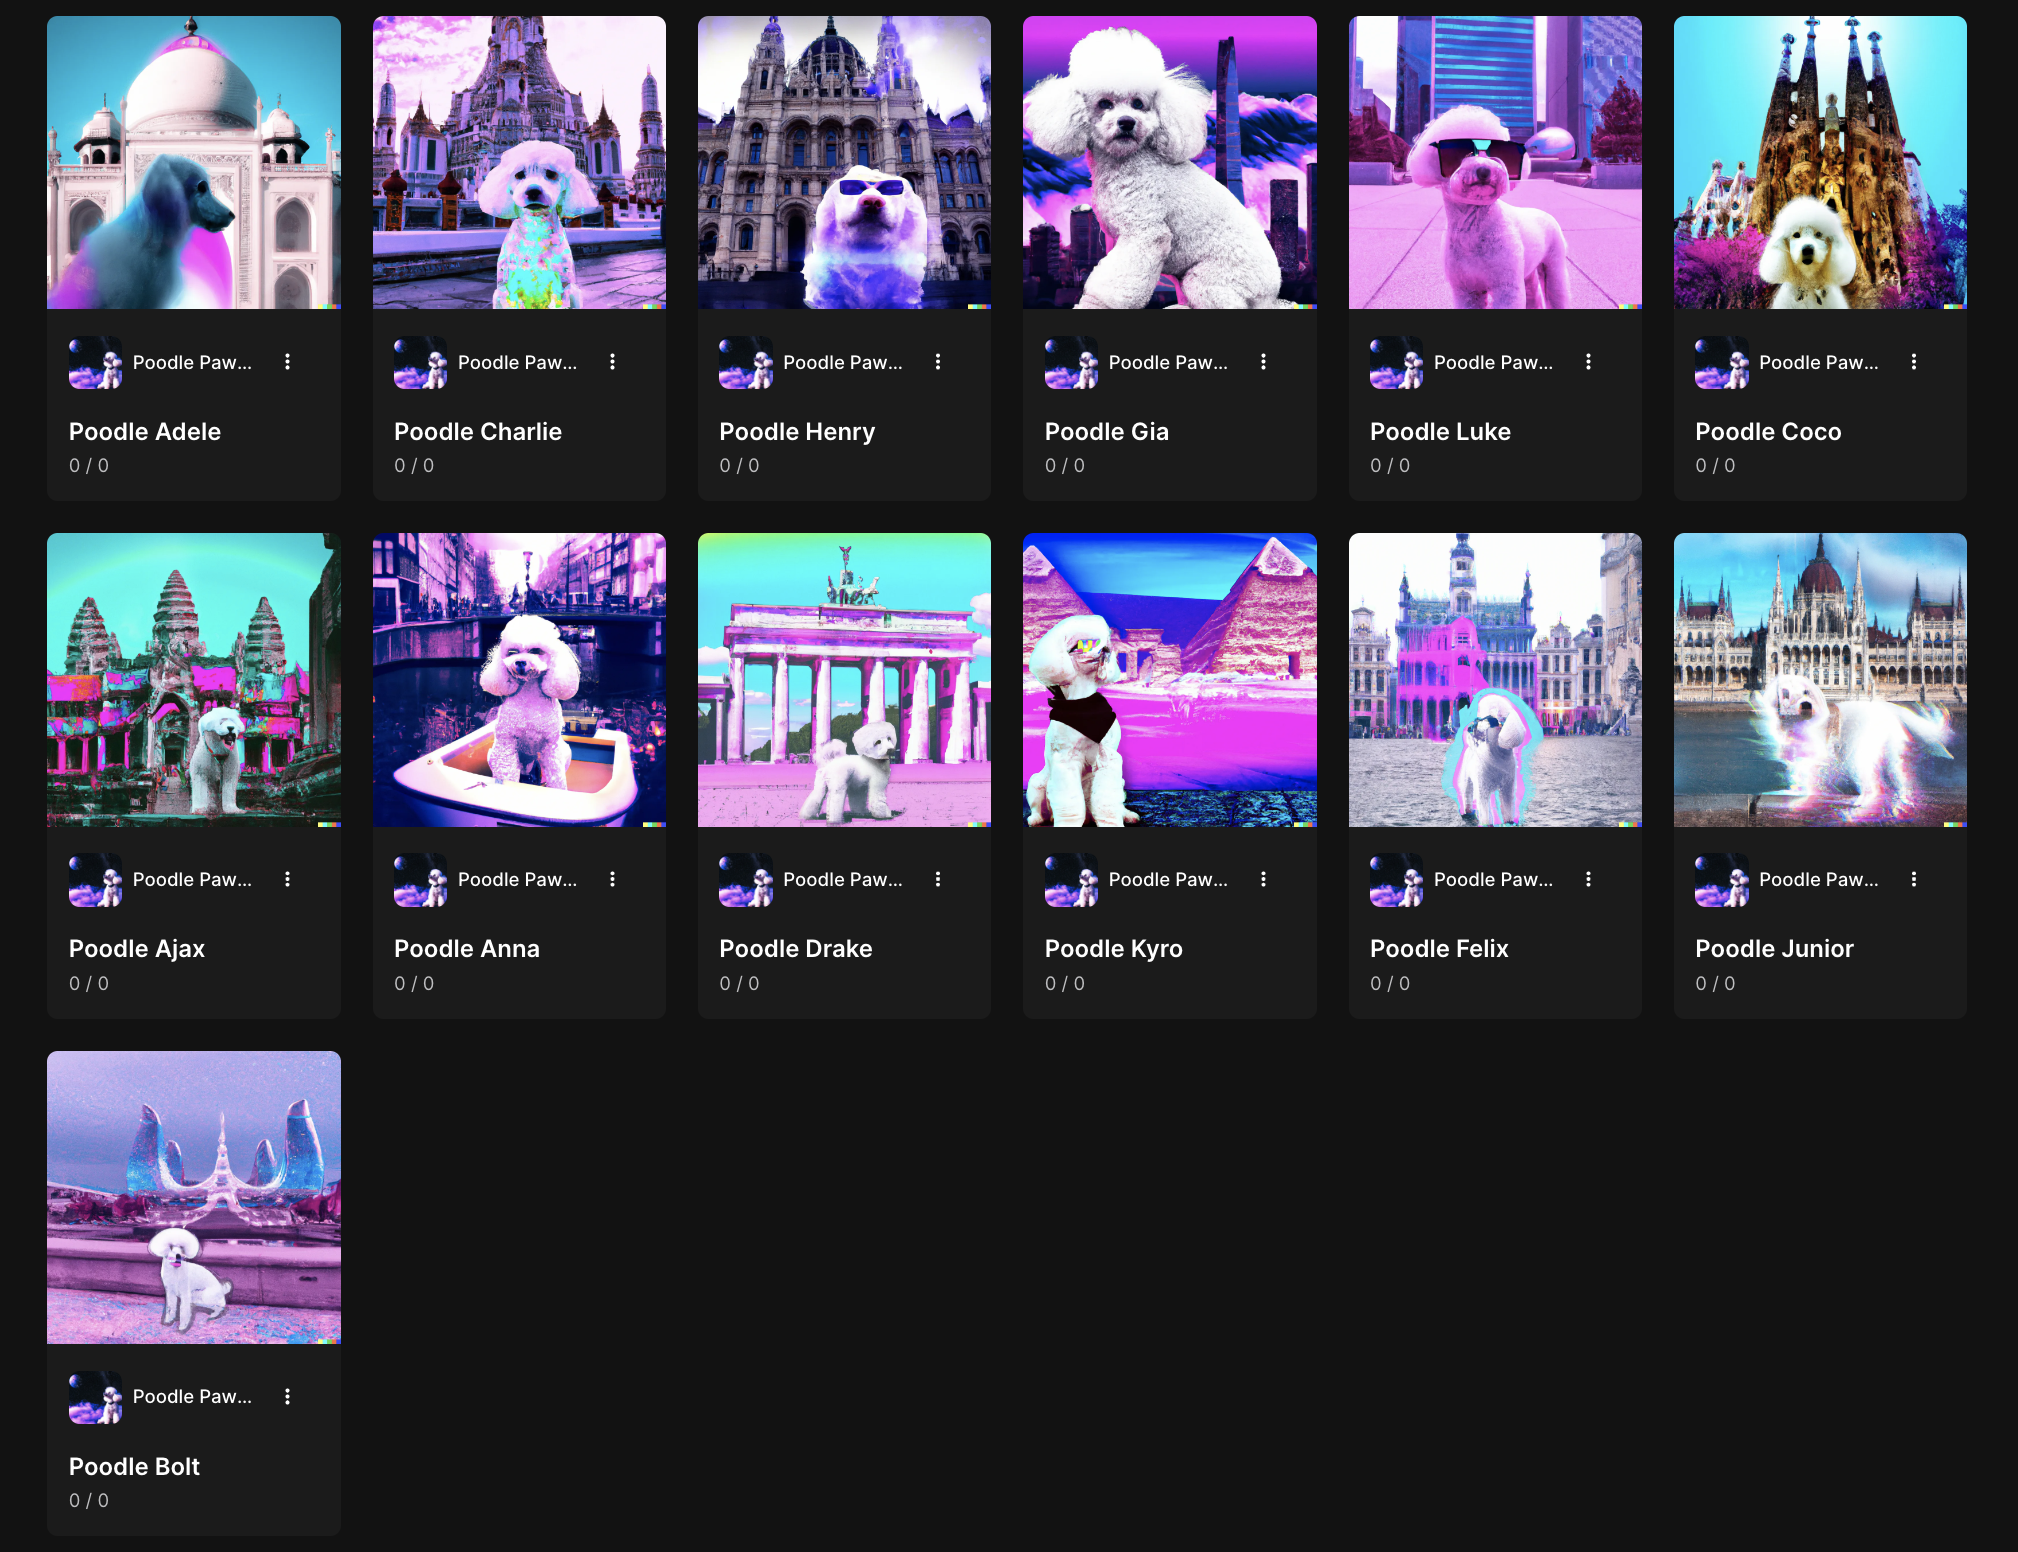 Poodle Paw...
Poodle Adele
0 / 0
Poodle Paw...
Poodle Charlie
0 / 0
Poodle Paw...
Poodle Henry
0 / 0
Poodle Paw...
Poodle Gia
0 / 0
Poodle Paw...
Poodle Luke
0 / 0
Poodle Paw...
Poodle Coco
0 / 0
Poodle Paw...
Poodle Ajax
0 / 0
Poodle Paw...
Poodle Anna
0 / 0
Poodle Paw...
Poodle Drake
0 / 0
Poodle Paw...
Poodle Kyro
0 / 0
Poodle Paw...
Poodle Felix
0 / 0
Poodle Paw...
Poodle Junior
0 / 0
Poodle Paw...
Poodle Bolt
0 / 0